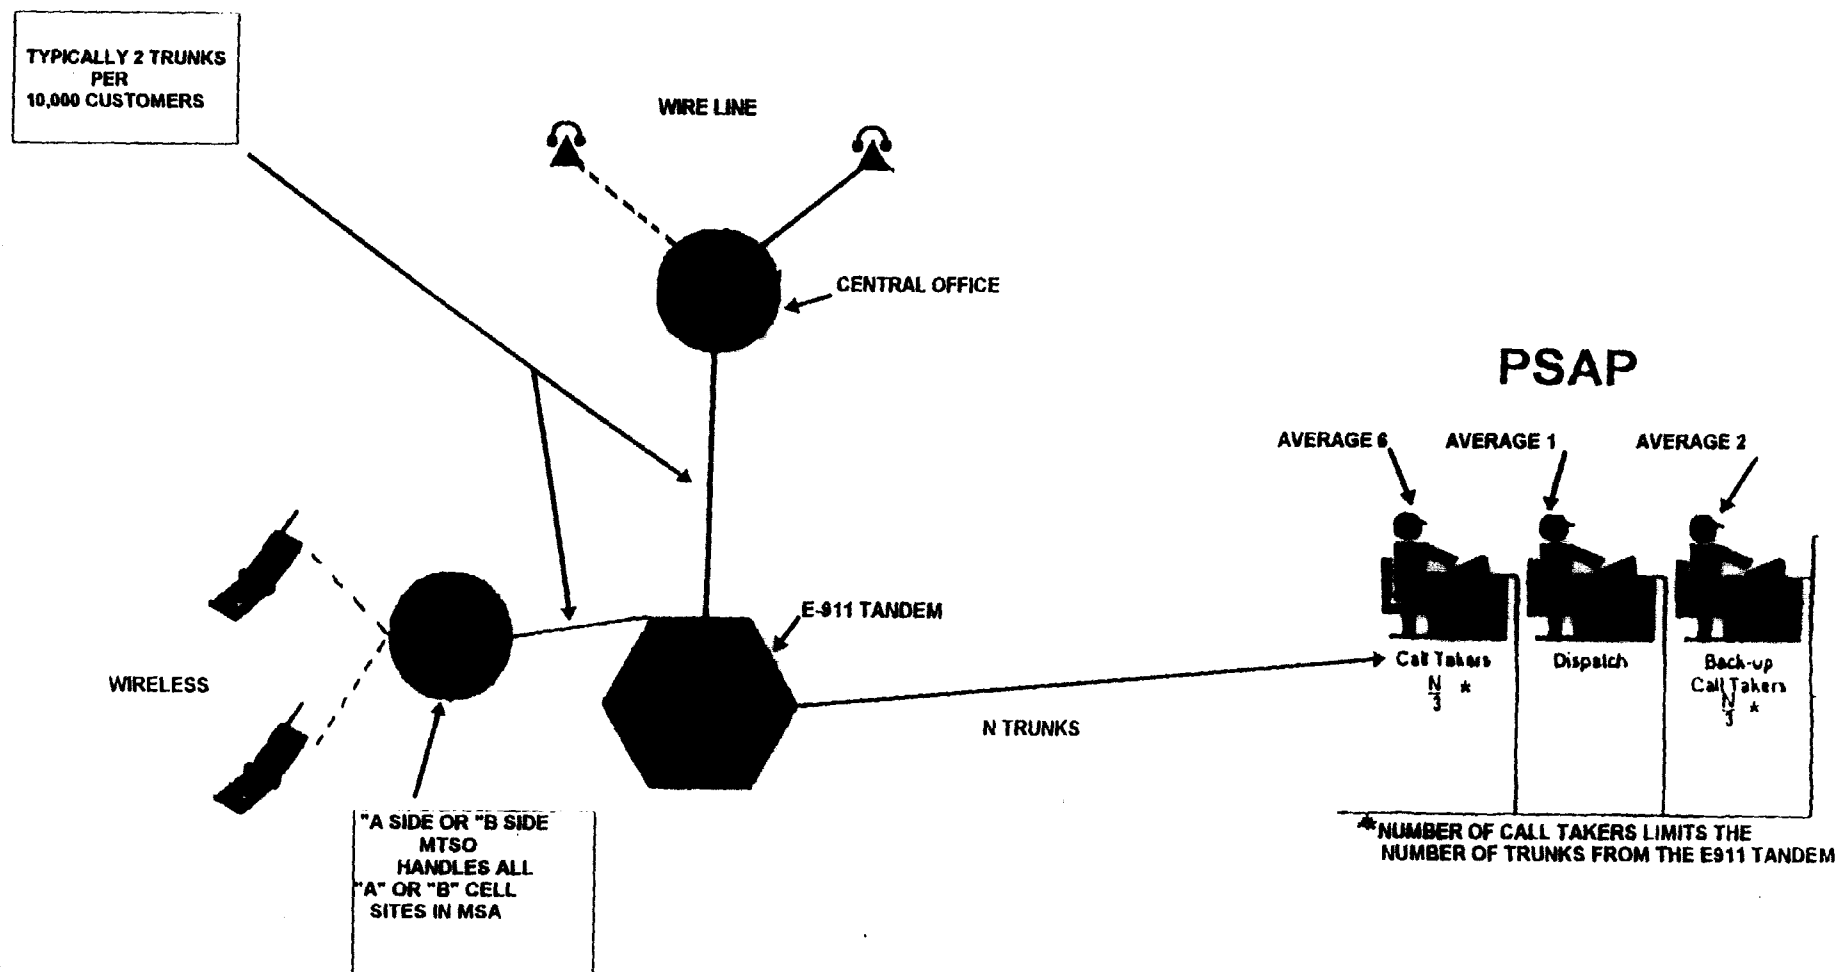 TYPICALLY 2 TRUNKS
PER
10,000 CUSTOMERS
WIRE LINE
CENTRAL OFFICE
PSAP
AVERAGE 6
AVERAGE 1
AVERAGE 2
E-911 TANDEM
Call Takers
N
3 *
Dispatch
Back-up
Call Takers
N
3 *
WIRELESS
N TRUNKS
"A SIDE OR "B SIDE
MTSO
HANDLES ALL
"A" OR "B" CELL
SITES IN MSA
*NUMBER OF CALL TAKERS LIMITS THE
NUMBER OF TRUNKS FROM THE E911 TANDEM